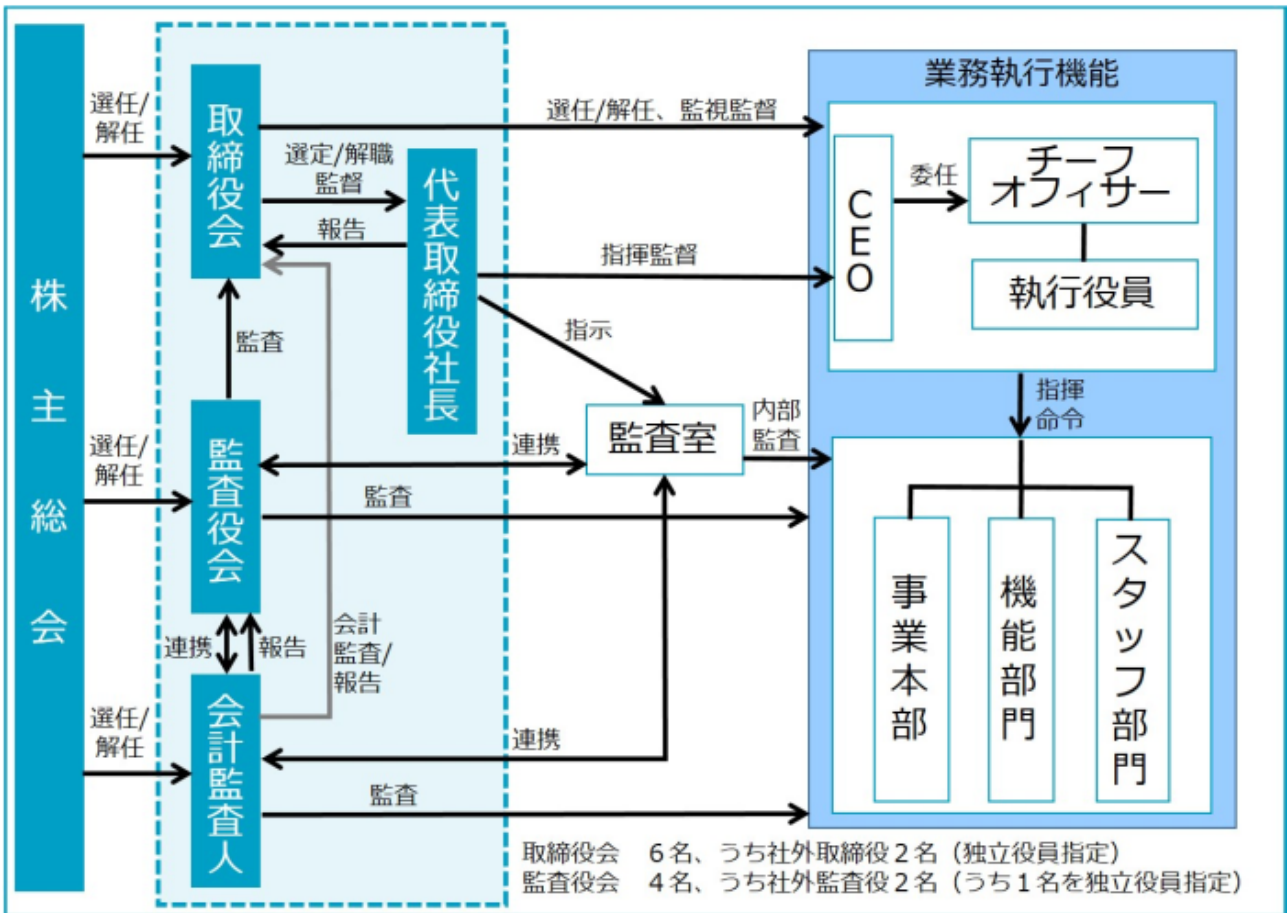 株主総会
選任/
解任
選任/
解任
選任/
解任
取締役会
選定/解職
監督
報告
代表取締役社長
監査
監査役会
連携
報告
会計
監査/
報告
会計監査人
選任/解任、監視監督
指揮監督
指示
連携
監査室
内部
監査
監査
連携
監査
業務執行機能
CEO
委任
チーフ
オフィサー
執行役員
指揮
命令
事業本部
機能部門
スタッフ部門
取締役会 6名、うち社外取締役2名（独立役員指定）
監査役会 4名、うち社外監査役2名（うち1名を独立役員指定）